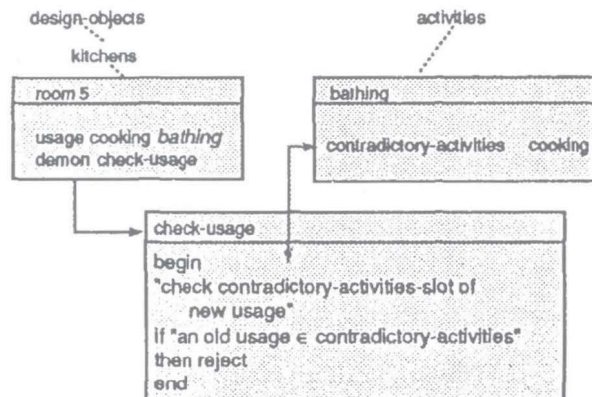 design-objects
activities
kitchens
room 5
usage cooking bathing
demon check-usage
bathing
contradictory-activities cooking
check-usage
begin
"check contradictory-activities-slot of
new usage"
if "an old usage ∈ contradictory-activities"
then reject
end